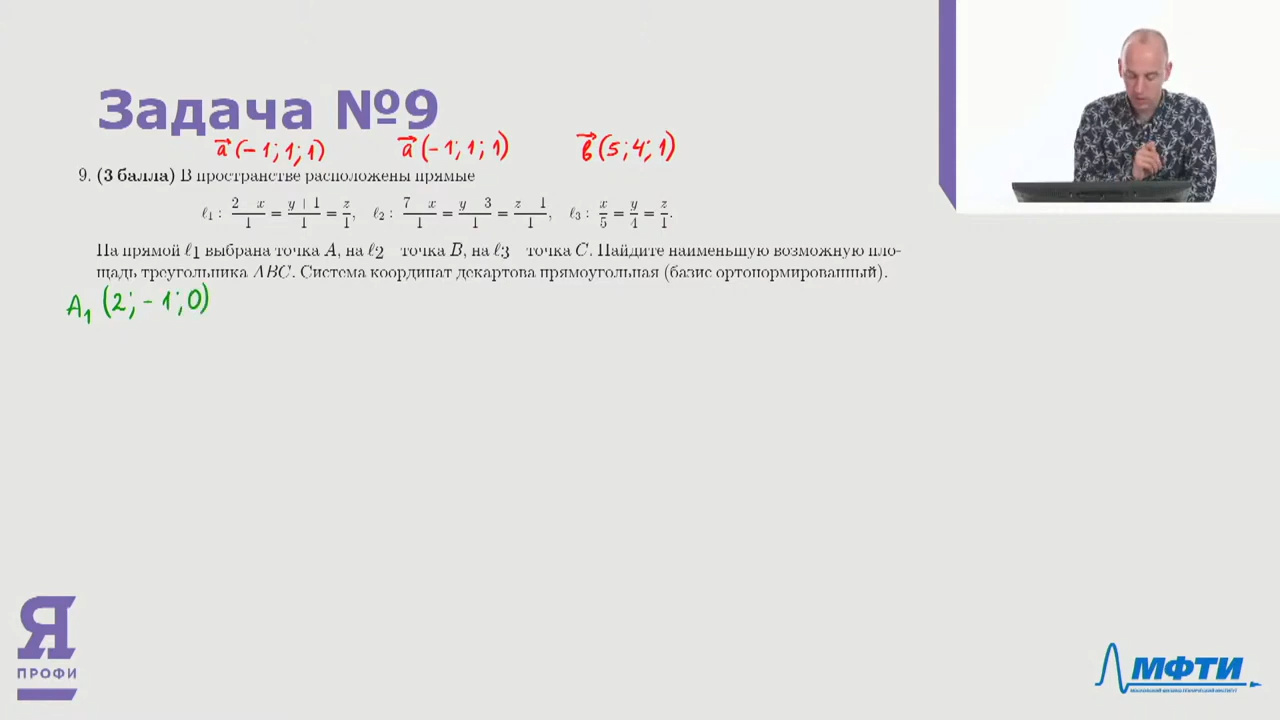 Задача №9
a (-1; 1; 1) a (-1; 1; 1) в (5; 4; 1)
9. (3 балла) В пространстве расположены прямые
ℓ1 : 2 x / 1 = y + 1 / 1 = z / 1, ℓ2 : 7 x / 1 = y 3 / 1 = z 1 / 1, ℓ3 : x / 5 = y / 4 = z / 1.
На прямой ℓ1 выбрана точка A, на ℓ2 точка B, на ℓ3 точка C. Найдите наименьшую возможную пло-
щадь треугольника ABC. Система координат декартова прямоугольная (базис ортонормированный).
A1 (2; -1; 0)
Я
ПРОФИ
МФТИ